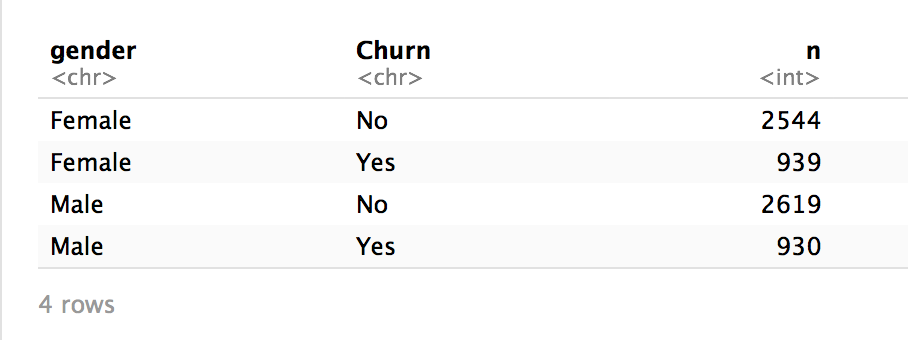 gender Churn n
<chr> <chr> <int>
Female No 2544
Female Yes 939
Male No 2619
Male Yes 930
4 rows